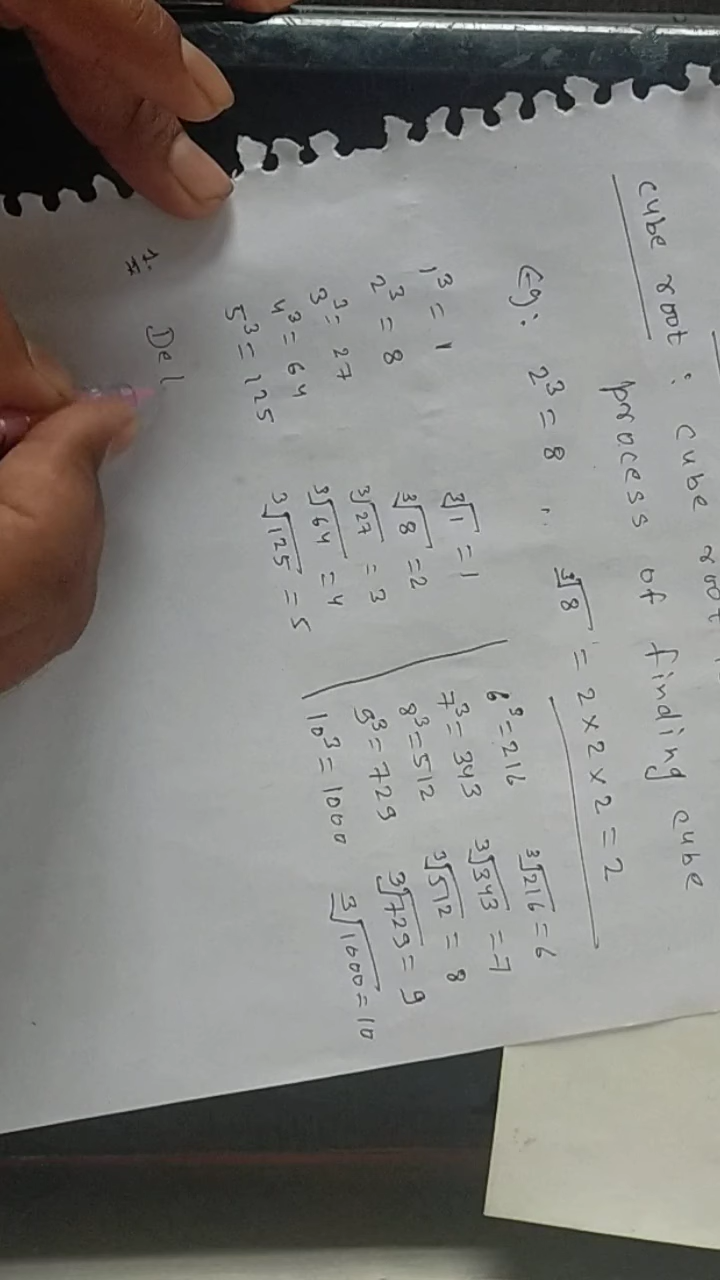 cube root : cube root
process of finding cube
Eg: 2³ = 8 ∛8 = 2×2×2 = 2
1³ = 1 ∛1 = 1 6³ = 216 ∛216 = 6
2³ = 8 ∛8 = 2 7³ = 343 ∛343 = 7
3³ = 27 ∛27 = 3 8³ = 512 ∛512 = 8
4³ = 64 ∛64 = 4 9³ = 729 ∛729 = 9
5³ = 125 ∛125 = 5 10³ = 1000 ∛1000 = 10
Del